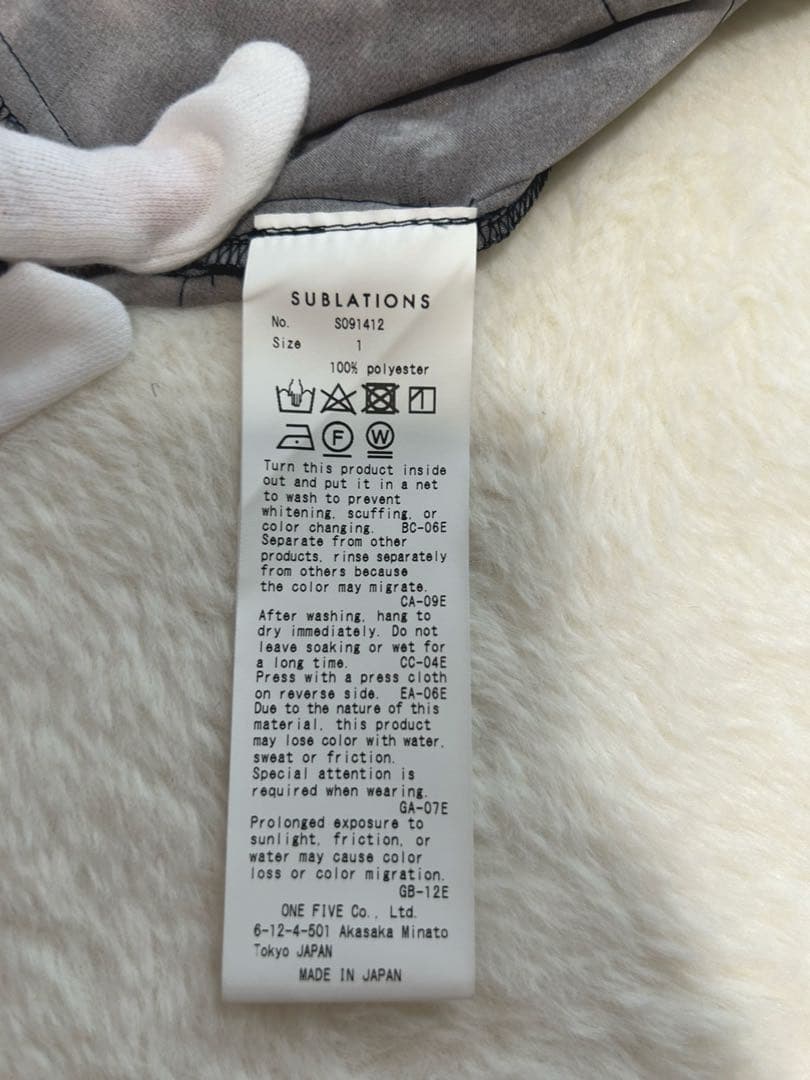 SUBLATIONS
No. S091412
Size 1
100% polyester
F W
Turn this product inside
out and put it in a net
to wash to prevent
whitening, scuffing, or
color changing. BC-06E
Separate from other
products, rinse separately
from others because
the color may migrate.
CA-09E
After washing, hang to
dry immediately. Do not
leave soaking or wet for
a long time. CC-04E
Press with a press cloth
on reverse side. EA-06E
Due to the nature of this
material, this product
may lose color with water,
sweat or friction.
Special attention is
required when wearing.
GA-07E
Prolonged exposure to
sunlight, friction, or
water may cause color
loss or color migration.
GB-12E
ONE FIVE Co., Ltd.
6-12-4-501 Akasaka Minato
Tokyo JAPAN
MADE IN JAPAN